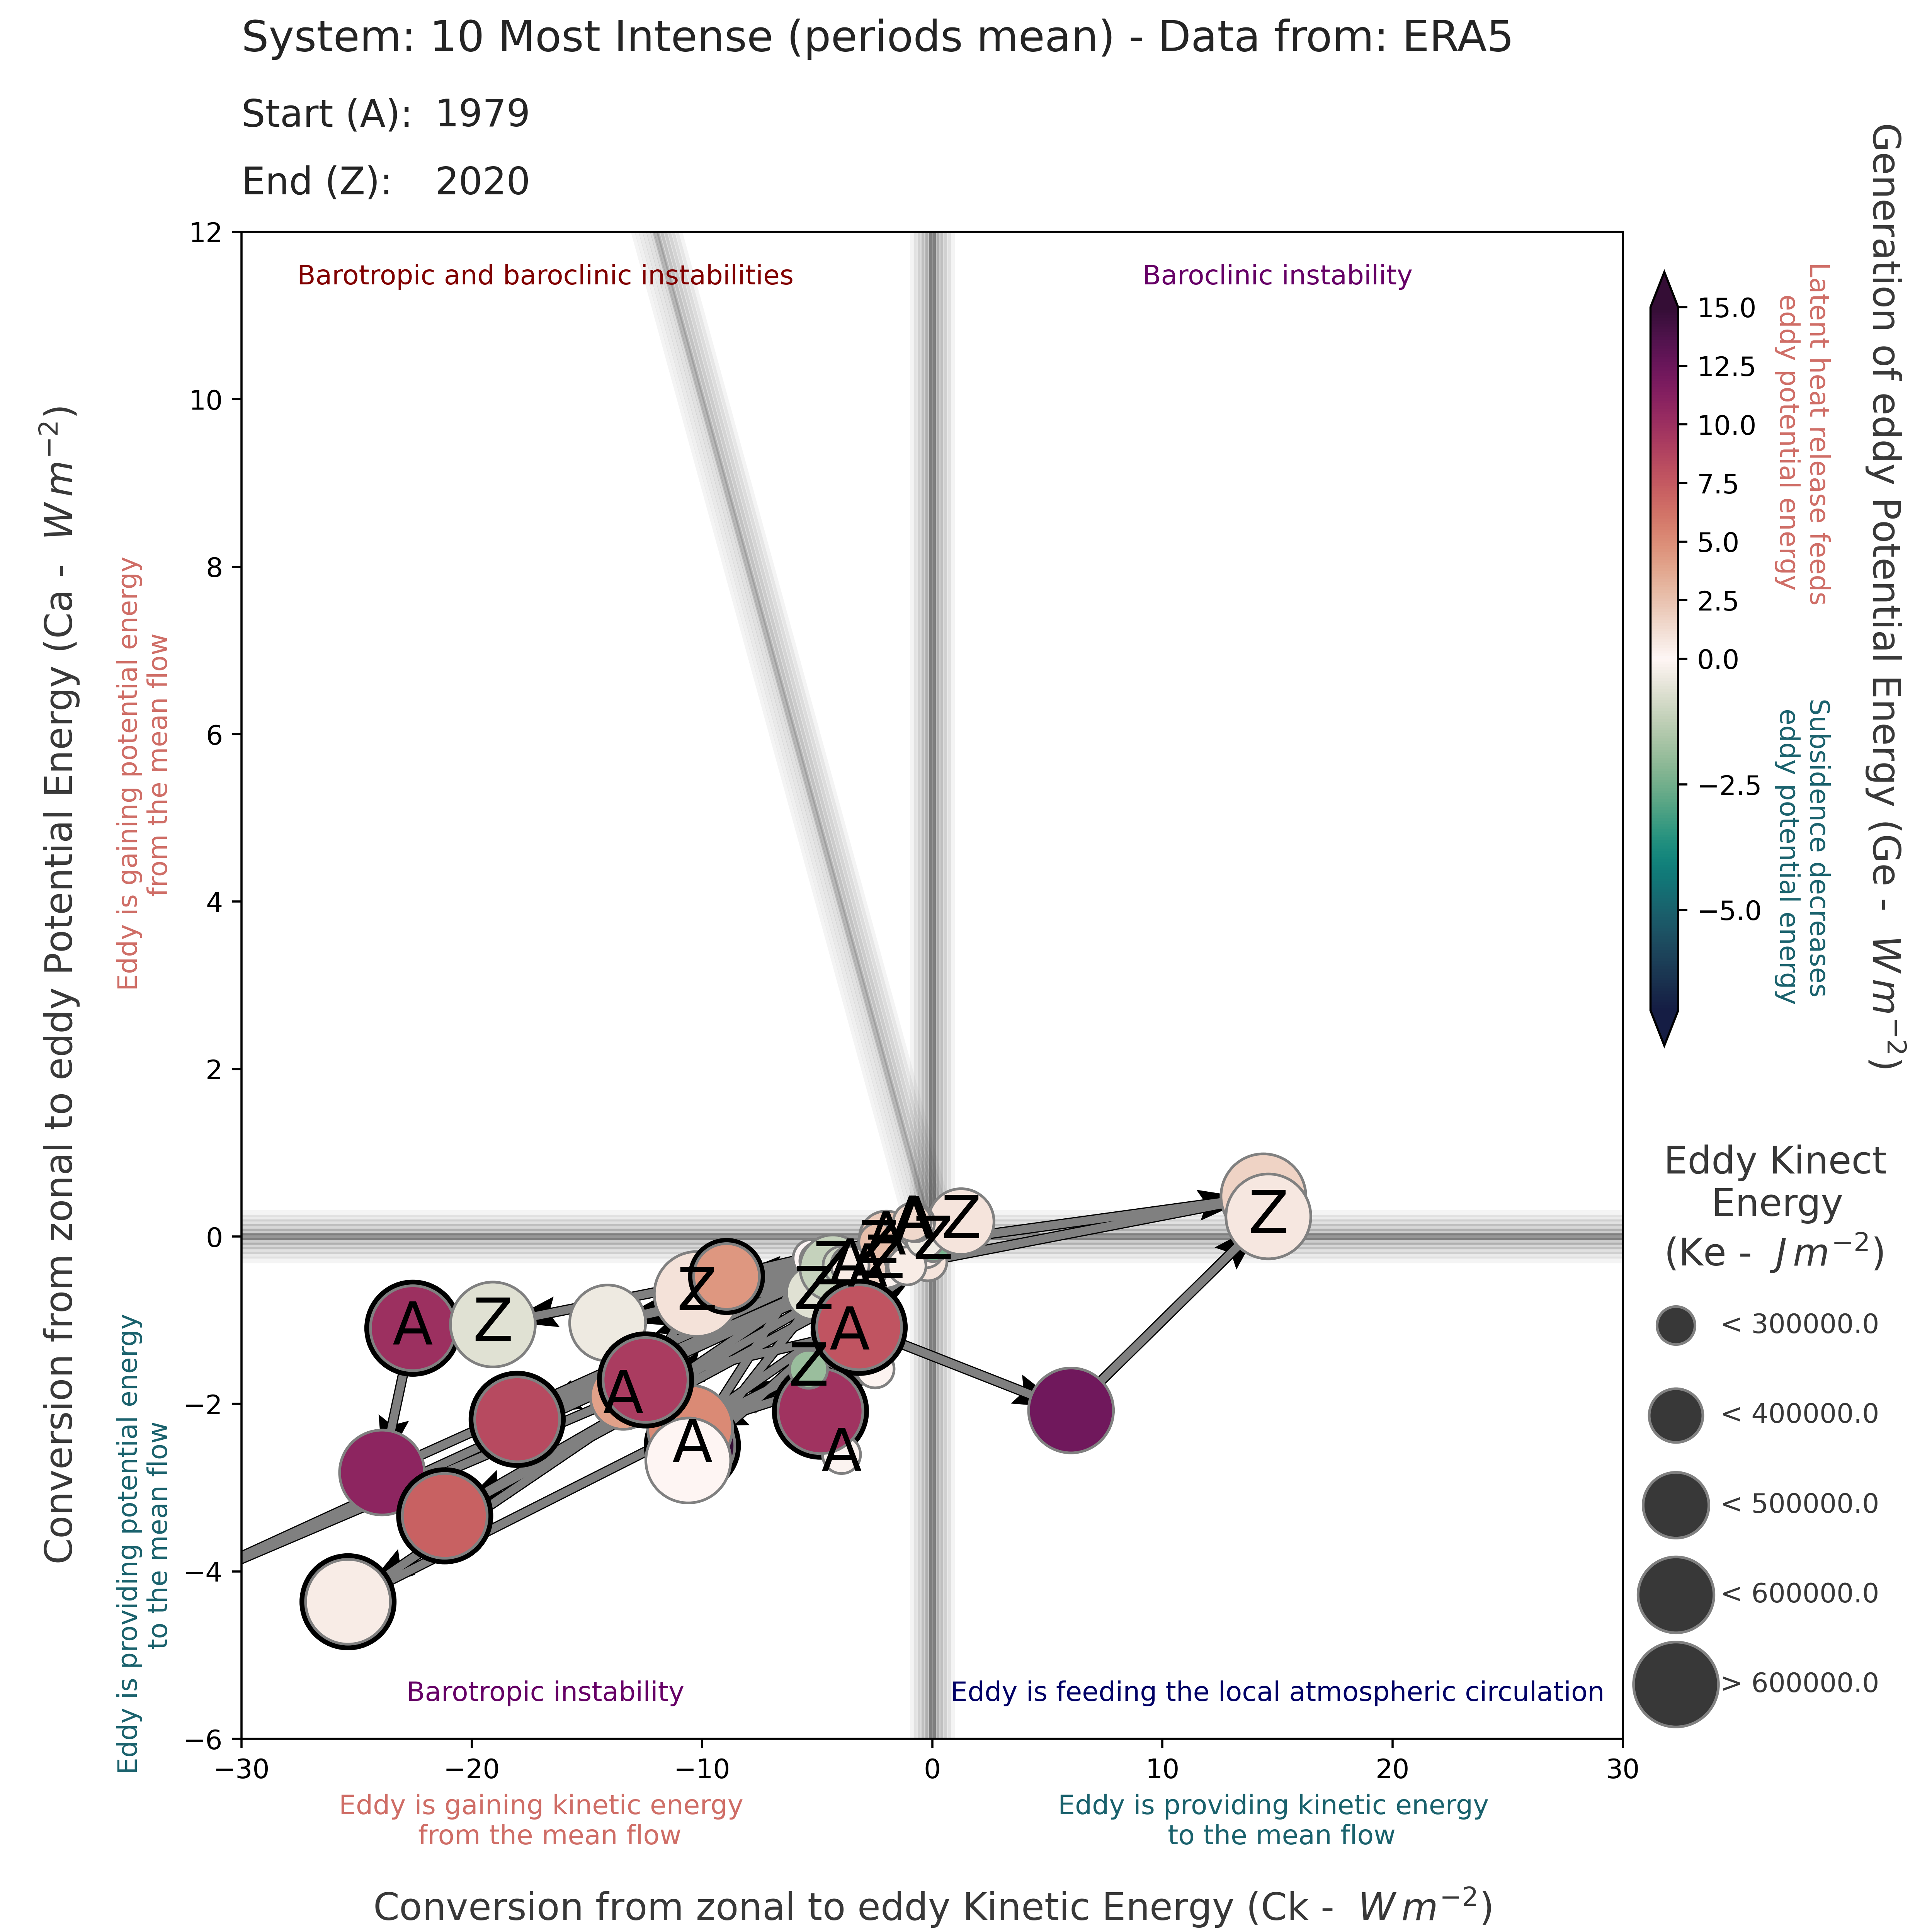 System: 10 Most Intense (periods mean) - Data from: ERA5
Start (A): 1979
End (Z): 2020
Conversion from zonal to eddy Potential Energy (Ca - W m⁻²)
Eddy is gaining potential energy
from the mean flow
Eddy is providing potential energy
to the mean flow
12
10
8
6
4
2
0
−2
−4
−6
Barotropic and baroclinic instabilities
Baroclinic instability
Z
Z
A
A
Z
Z
A
Z
Z
A
A
Z
A
Z
A
Z
A
A
A
Barotropic instability
Eddy is feeding the local atmospheric circulation
−30
−20
−10
0
10
20
30
Eddy is gaining kinetic energy
from the mean flow
Eddy is providing kinetic energy
to the mean flow
Conversion from zonal to eddy Kinetic Energy (Ck - W m⁻²)
15.0
12.5
10.0
7.5
5.0
2.5
0.0
−2.5
−5.0
Latent heat release feeds
eddy potential energy
Subsidence decreases
eddy potential energy
Generation of eddy Potential Energy (Ge - W m⁻²)
Eddy Kinect
Energy
(Ke - J m⁻²)
< 300000.0
< 400000.0
< 500000.0
< 600000.0
> 600000.0